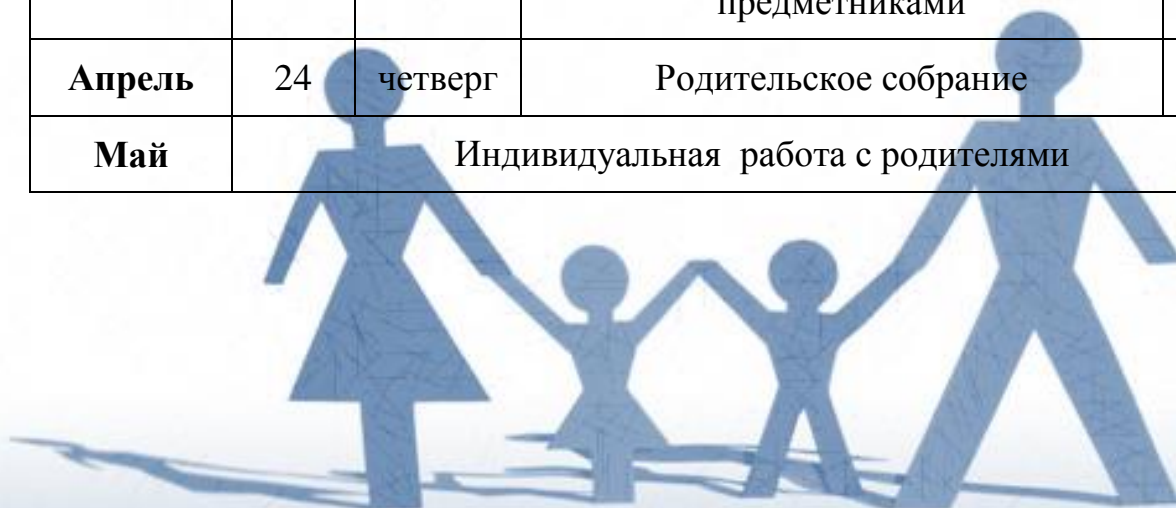 предметниками
Апрель 24 четверг Родительское собрание
Май Индивидуальная работа с родителями